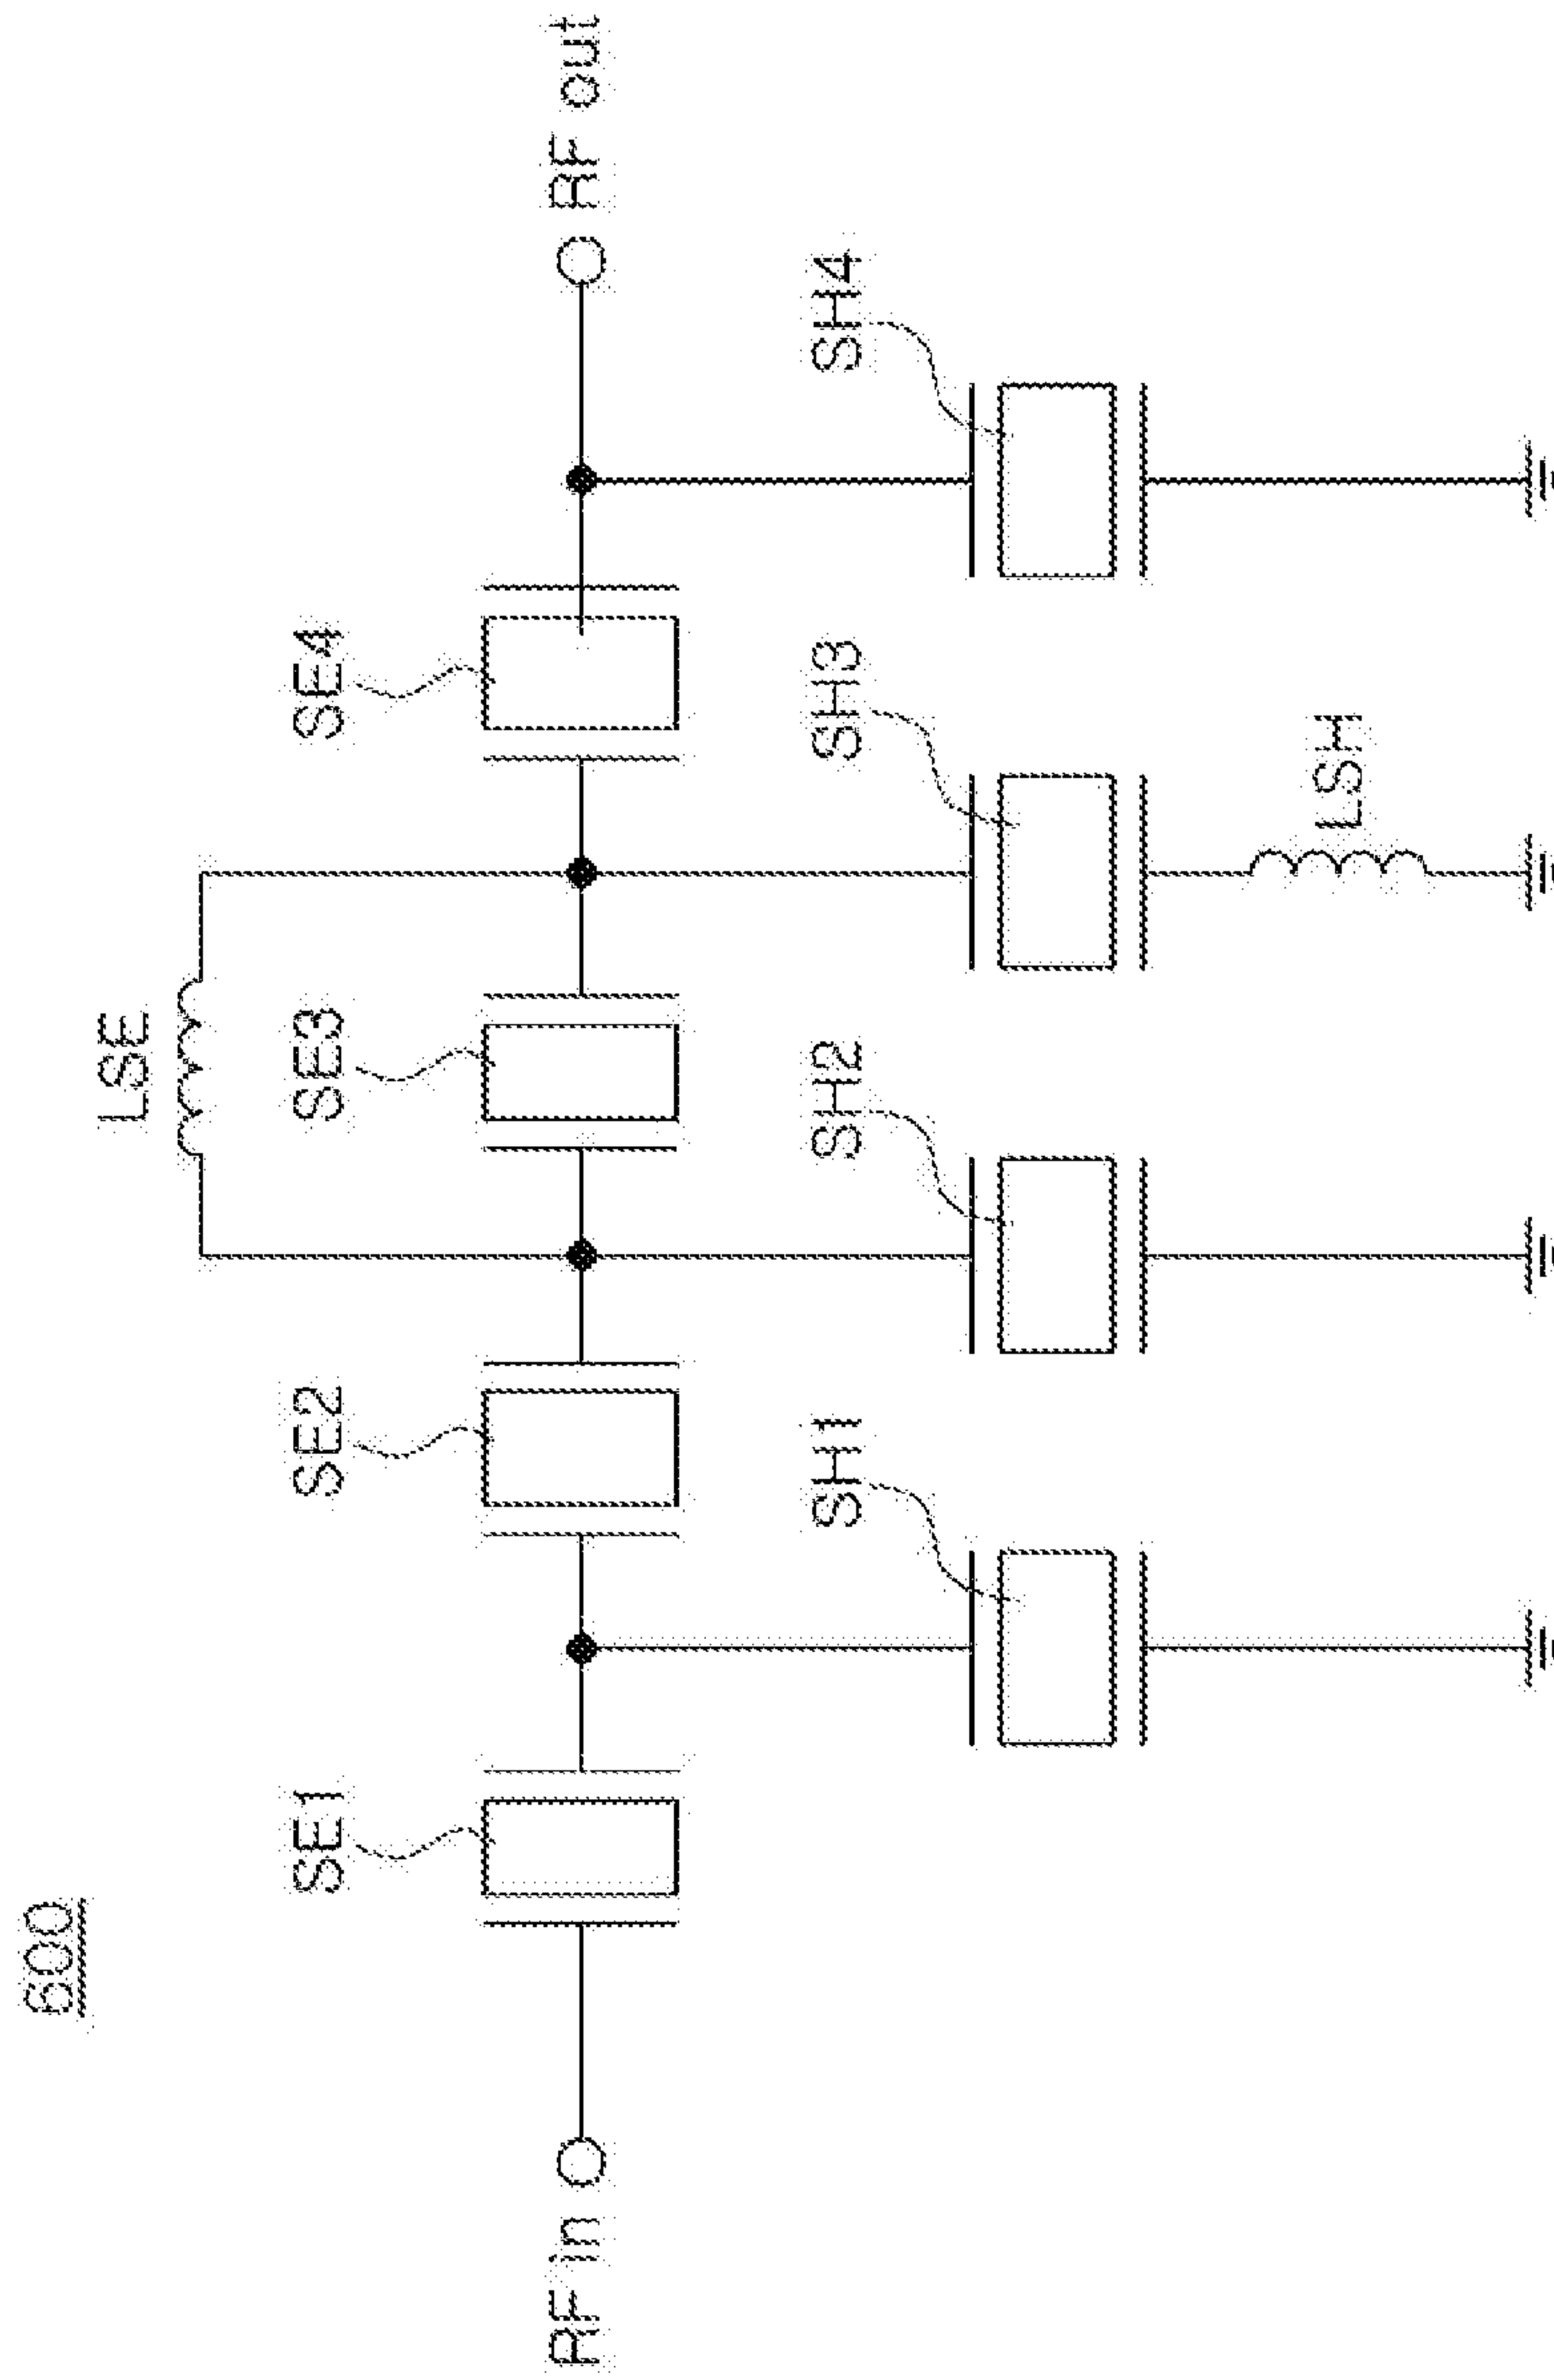 600
LSE
SE1
SE2
SE3
SE4
RF in
RF out
SH1
SH2
SH3
SH4
LSH